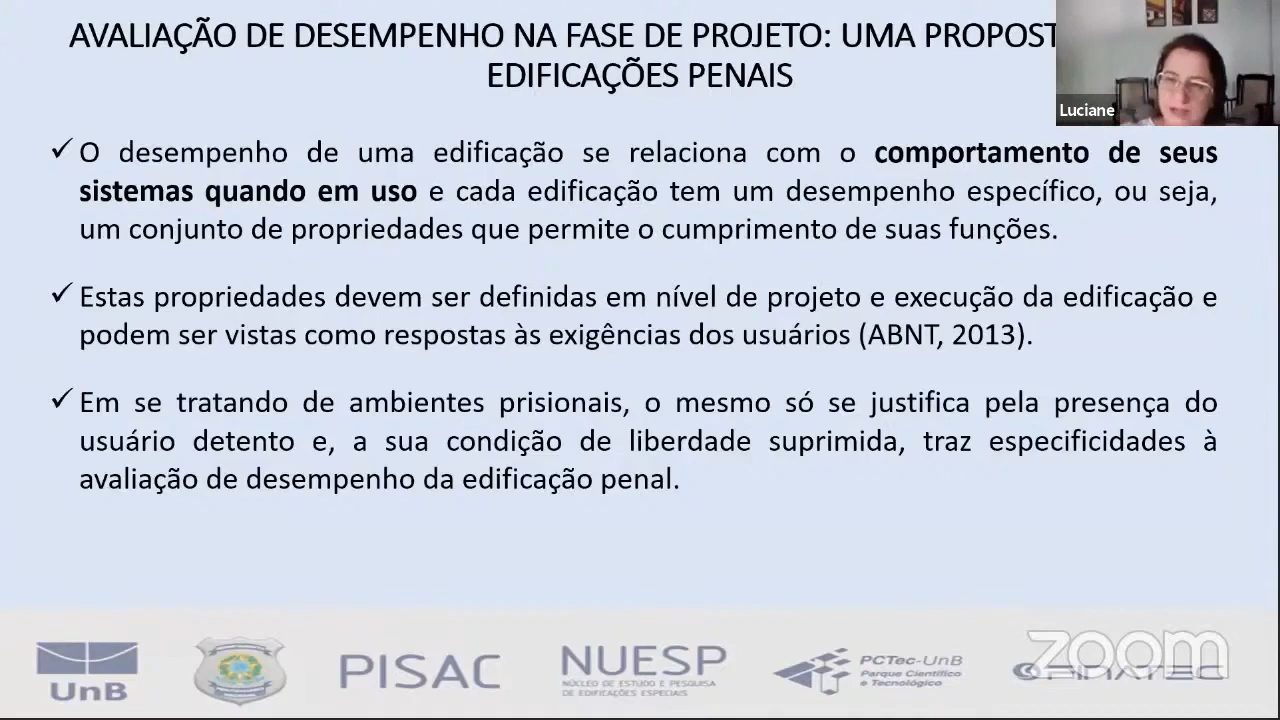 AVALIAÇÃO DE DESEMPENHO NA FASE DE PROJETO: UMA
EDIFICAÇÕES PENAIS
Luciane
✓ O desempenho de uma edificação se relaciona com o comportamento de seus
sistemas quando em uso e cada edificação tem um desempenho específico, ou seja,
um conjunto de propriedades que permite o cumprimento de suas funções.
✓ Estas propriedades devem ser definidas em nível de projeto e execução da edificação e
podem ser vistas como respostas às exigências dos usuários (ABNT, 2013).
✓ Em se tratando de ambientes prisionais, o mesmo só se justifica pela presença do
usuário detento e, a sua condição de liberdade suprimida, traz especificidades à
avaliação de desempenho da edificação penal.
UnB
PISAC
NUESP
NÚCLEO DE ESTUDO E PESQUISA
DE EDIFICAÇÕES ESPECIAIS
PCTec-UnB
Parque Científico
e Tecnológico
zoom